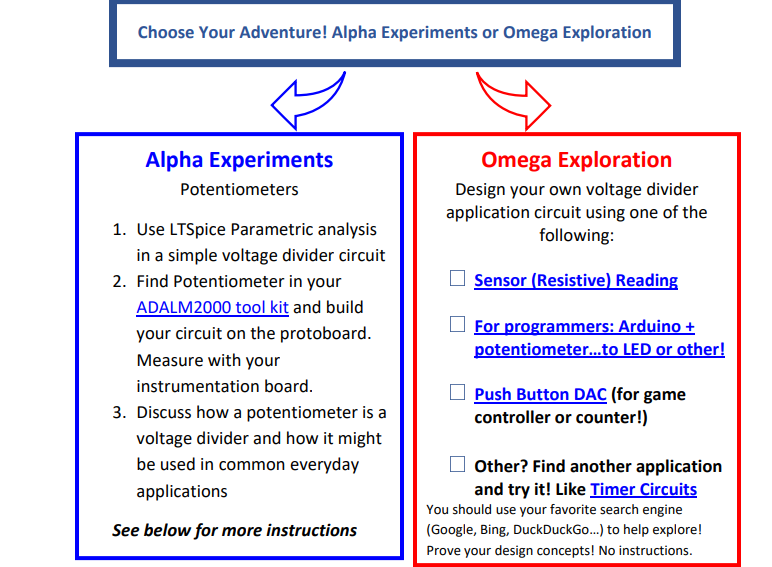 Choose Your Adventure! Alpha Experiments or Omega Exploration
Alpha Experiments
Potentiometers
1. Use LTSpice Parametric analysis
in a simple voltage divider circuit
2. Find Potentiometer in your
ADALM2000 tool kit and build
your circuit on the protoboard.
Measure with your
instrumentation board.
3. Discuss how a potentiometer is a
voltage divider and how it might
be used in common everyday
applications
See below for more instructions
Omega Exploration
Design your own voltage divider
application circuit using one of the
following:
☐ Sensor (Resistive) Reading
☐ For programmers: Arduino +
potentiometer…to LED or other!
☐ Push Button DAC (for game
controller or counter!)
☐ Other? Find another application
and try it! Like Timer Circuits
You should use your favorite search engine
(Google, Bing, DuckDuckGo…) to help explore!
Prove your design concepts! No instructions.